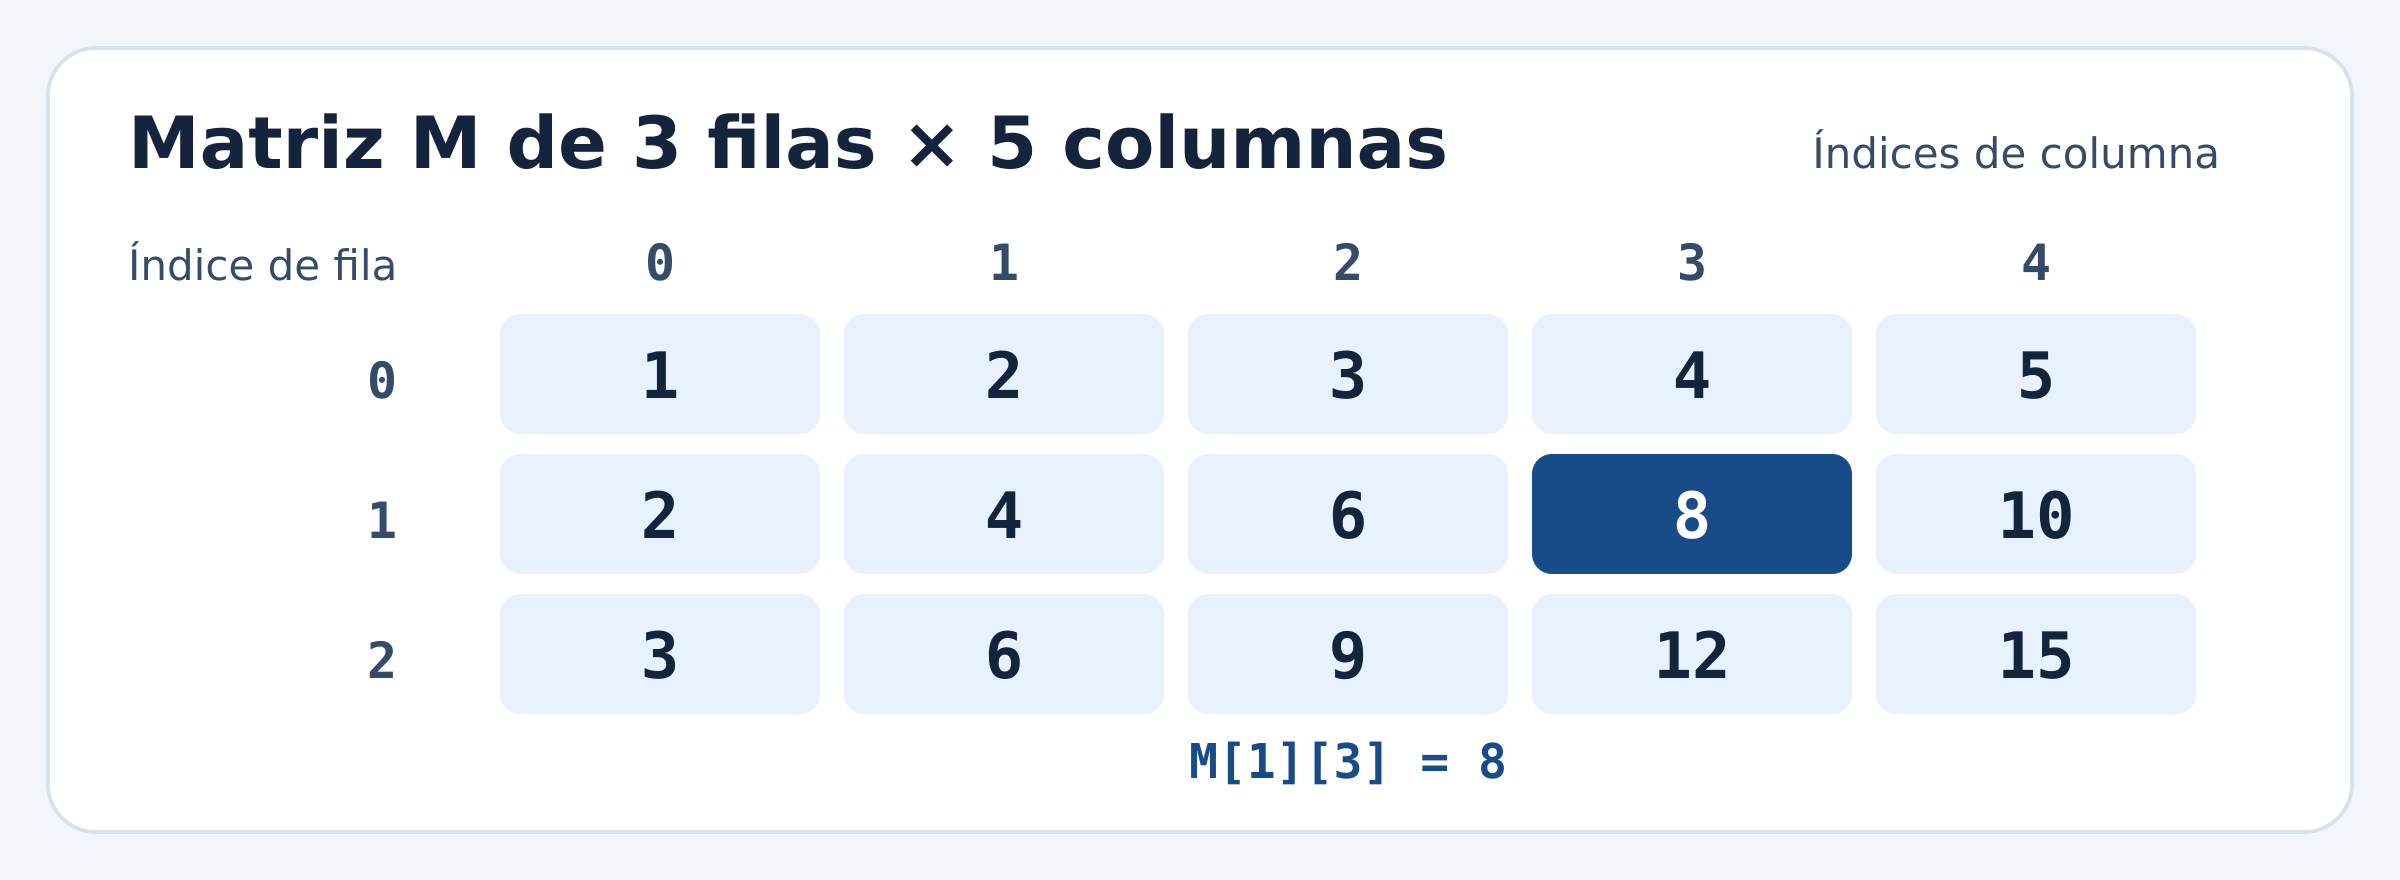 Matriz M de 3 filas × 5 columnas
Índices de columna
Índice de fila 0 1 2 3 4
0 1 2 3 4 5
1 2 4 6 8 10
2 3 6 9 12 15
M[1][3] = 8